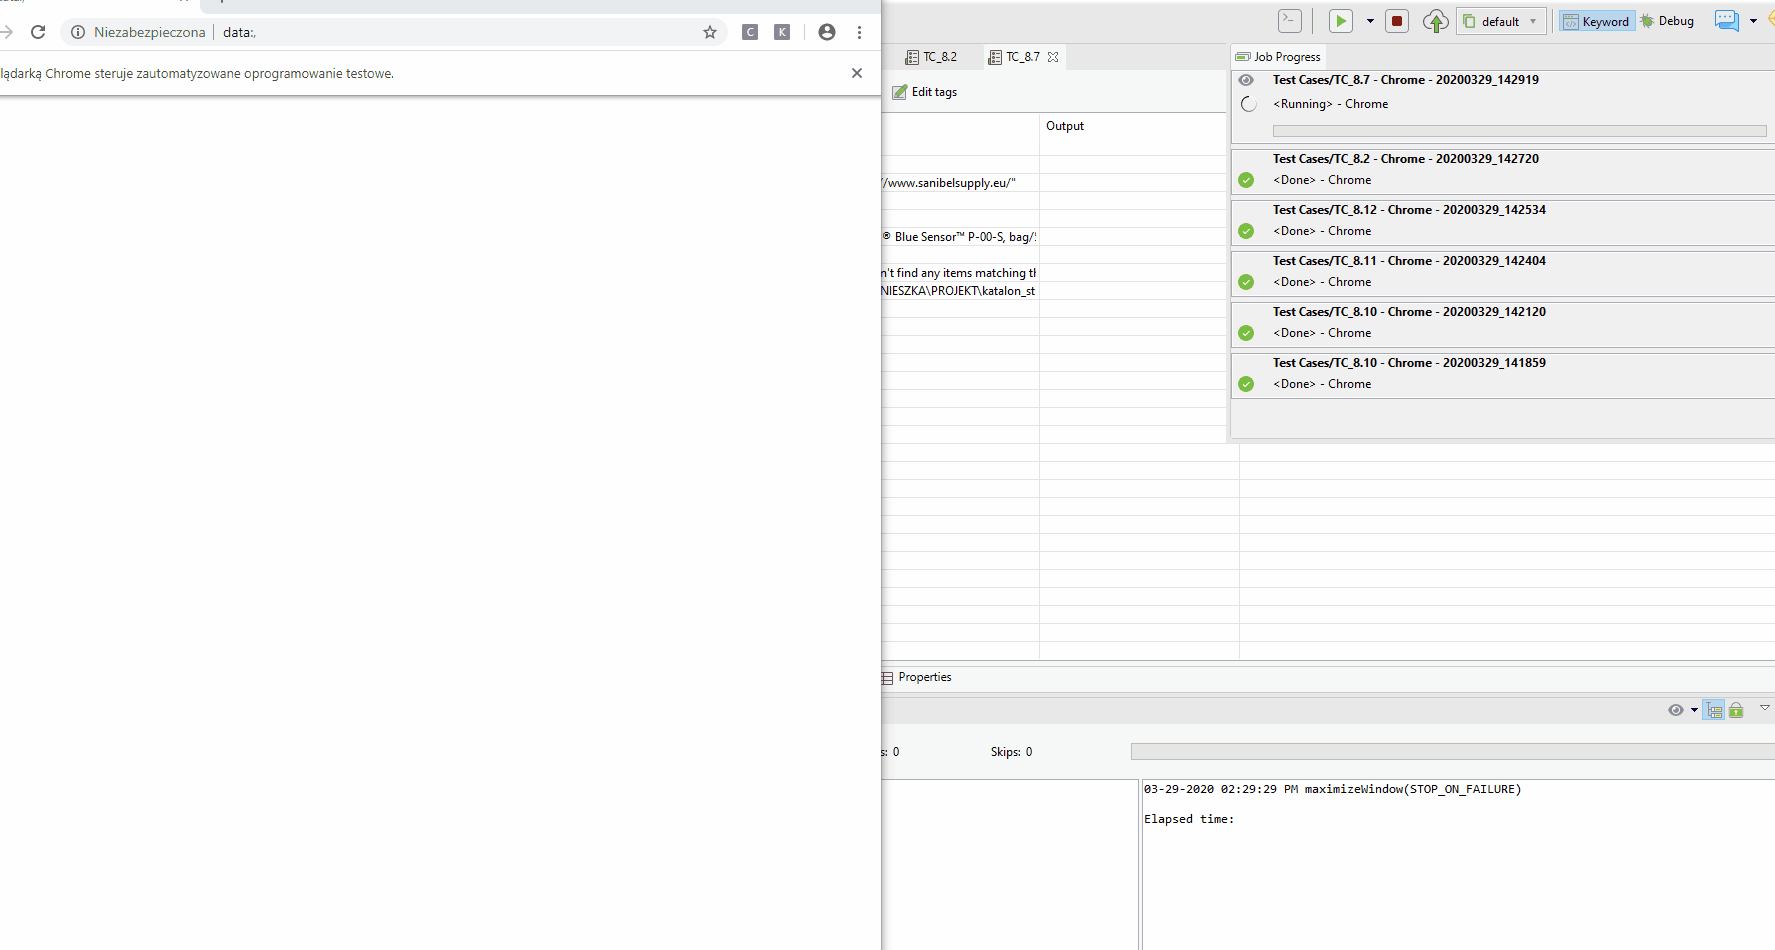 Niezabezpieczona
data:,
C
K
lądarką Chrome steruje zautomatyzowane oprogramowanie testowe.
default
Keyword
Debug
TC_8.2
TC_8.7
Job Progress
Edit tags
Output
//www.sanibelsupply.eu/"
® Blue Sensor™ P-00-S, bag/
n't find any items matching th
NIESZKA\PROJEKT\katalon_st
Test Cases/TC_8.7 - Chrome - 20200329_142919
<Running> - Chrome
Test Cases/TC_8.2 - Chrome - 20200329_142720
<Done> - Chrome
Test Cases/TC_8.12 - Chrome - 20200329_142534
<Done> - Chrome
Test Cases/TC_8.11 - Chrome - 20200329_142404
<Done> - Chrome
Test Cases/TC_8.10 - Chrome - 20200329_142120
<Done> - Chrome
Test Cases/TC_8.10 - Chrome - 20200329_141859
<Done> - Chrome
Properties
s: 0
Skips: 0
03-29-2020 02:29:29 PM maximizeWindow(STOP_ON_FAILURE)
Elapsed time: